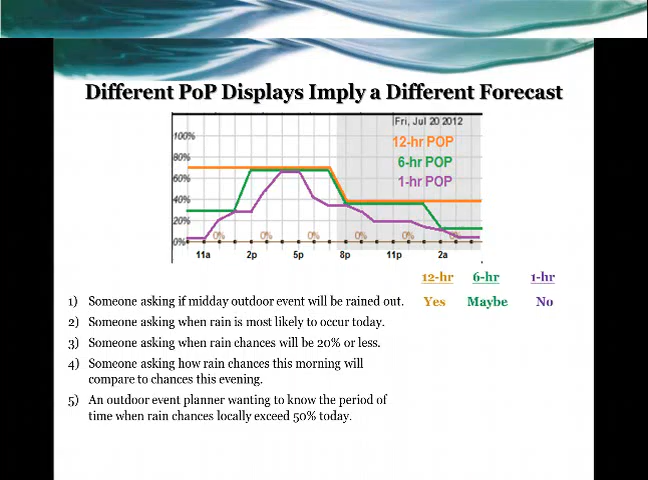 Different PoP Displays Imply a Different Forecast
Fri, Jul 20 2012
100%
12-hr POP
80%
6-hr POP
60%
1-hr POP
40%
20%
0% 0% 0% 0% 0% 0%
0%
11a 2p 5p 8p 11p 2a
12-hr 6-hr 1-hr
1) Someone asking if midday outdoor event will be rained out. Yes Maybe No
2) Someone asking when rain is most likely to occur today.
3) Someone asking when rain chances will be 20% or less.
4) Someone asking how rain chances this morning will
compare to chances this evening.
5) An outdoor event planner wanting to know the period of
time when rain chances locally exceed 50% today.